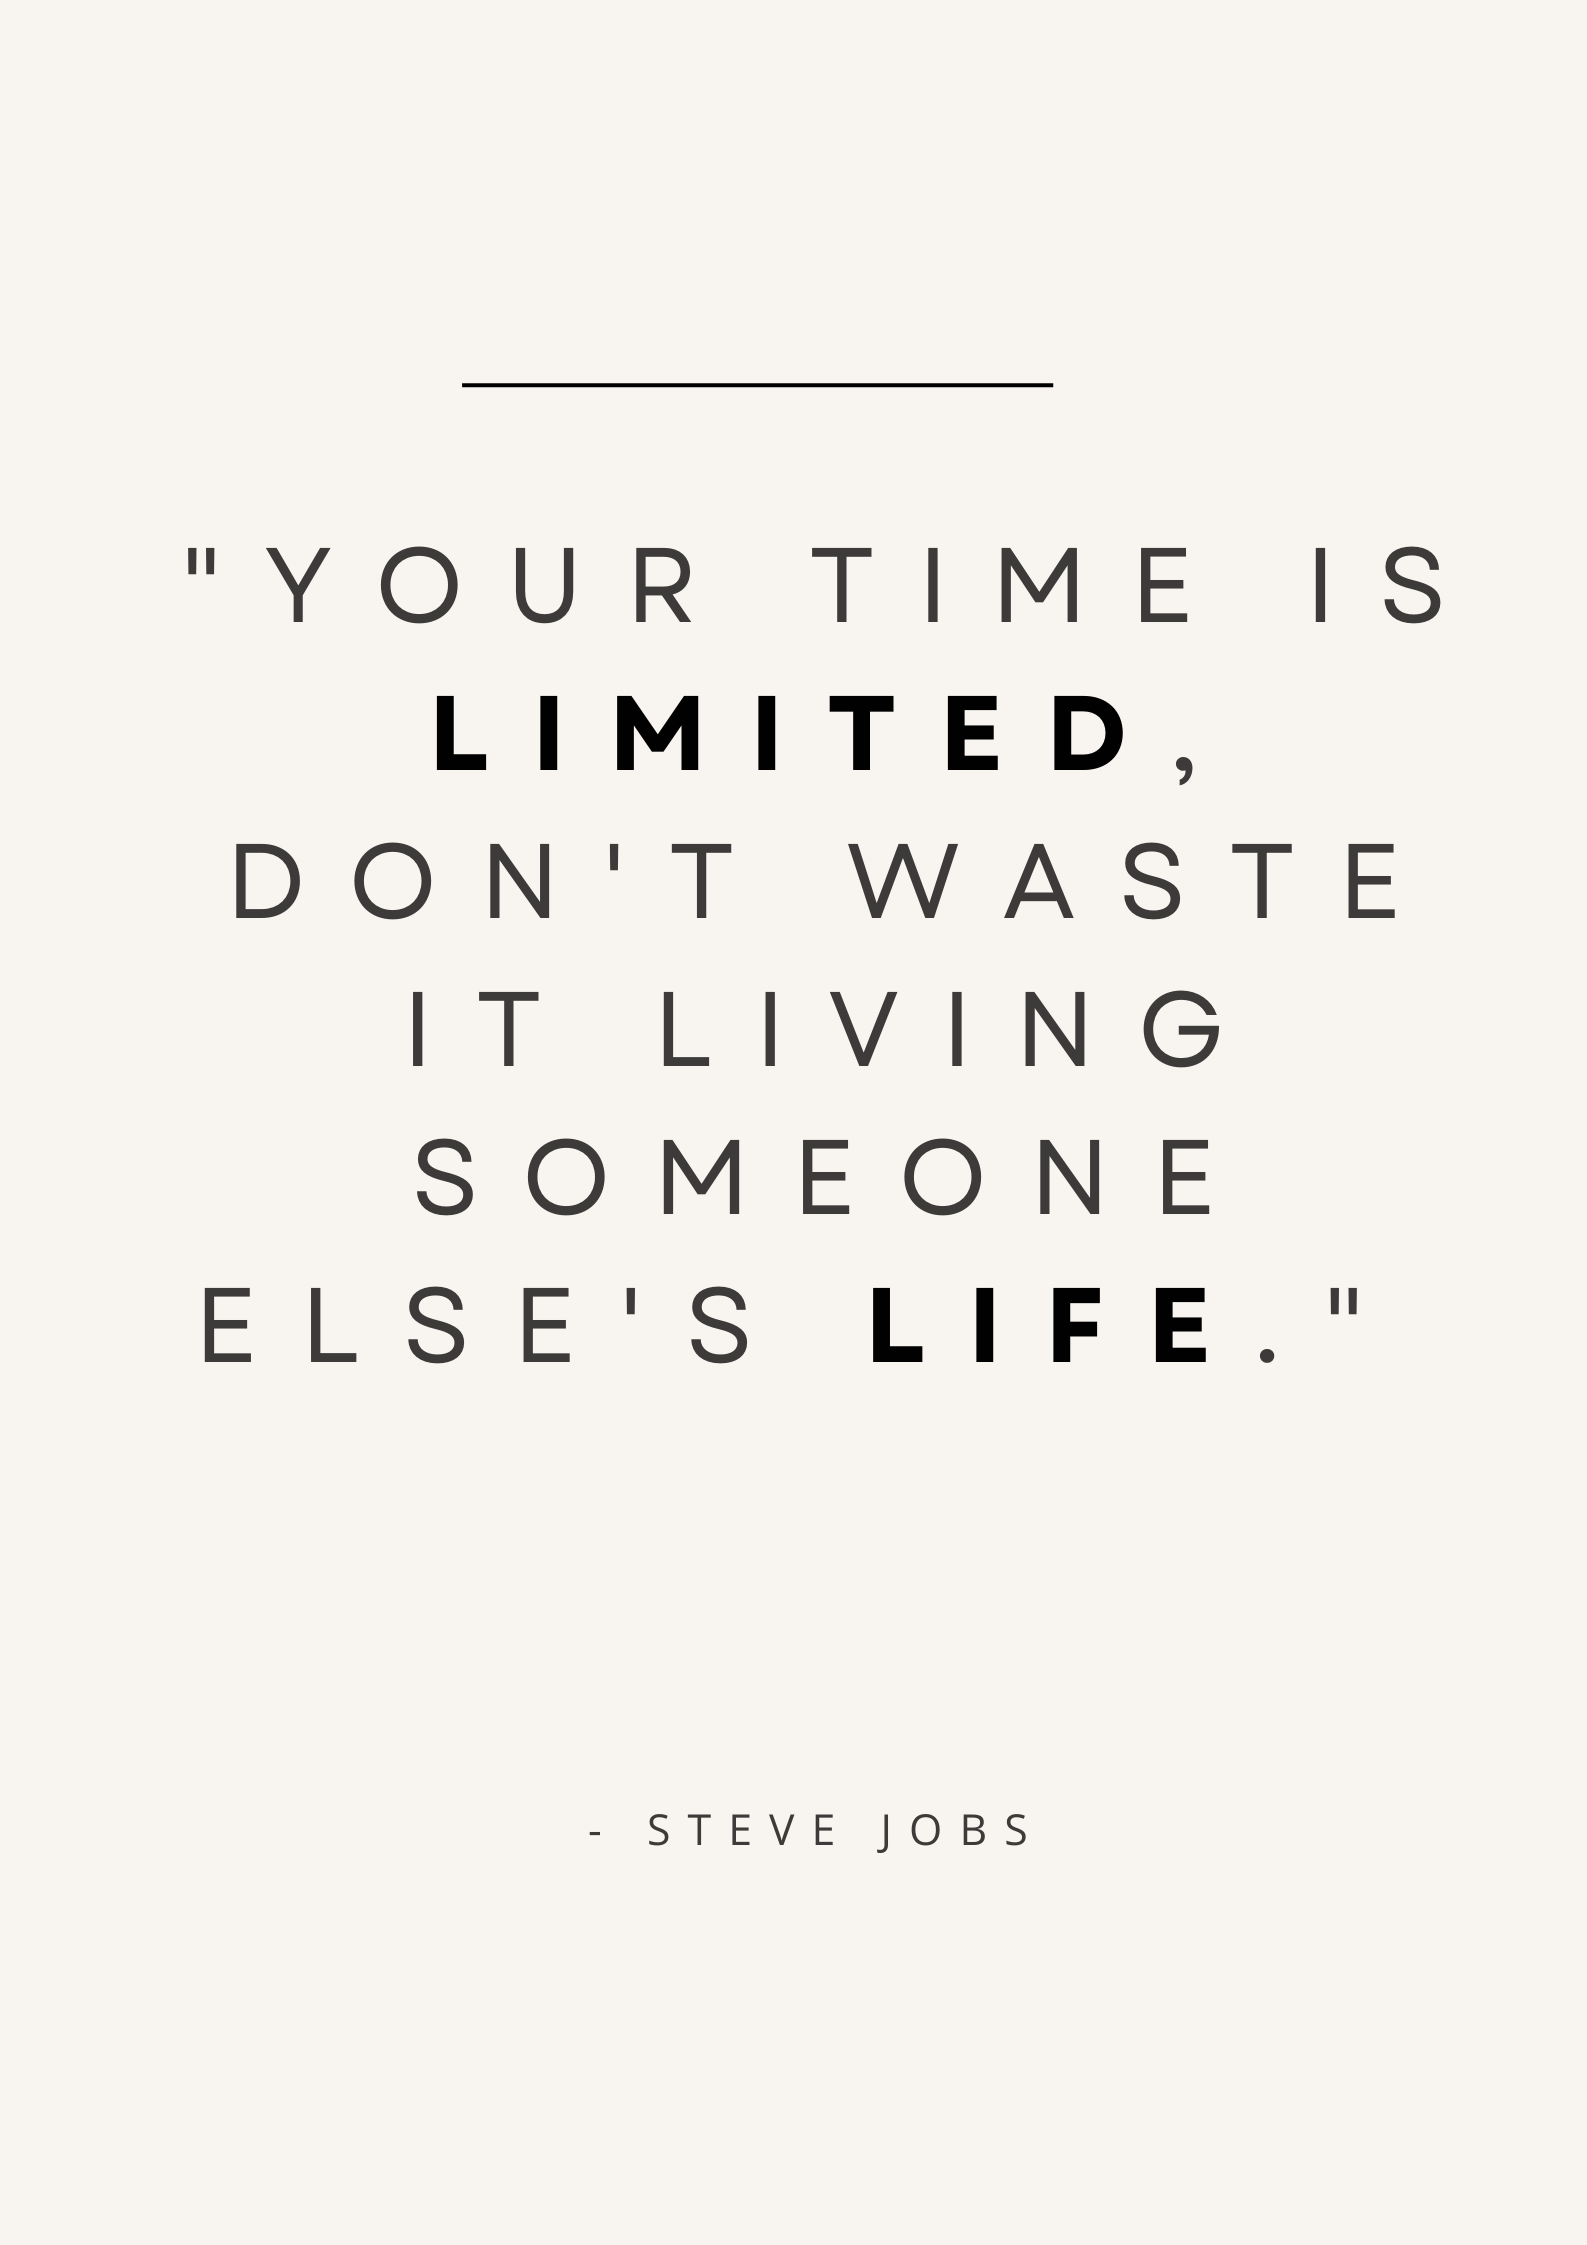 "YOUR TIME IS
LIMITED,
DON'T WASTE
IT LIVING
SOMEONE
ELSE'S LIFE."
- STEVE JOBS